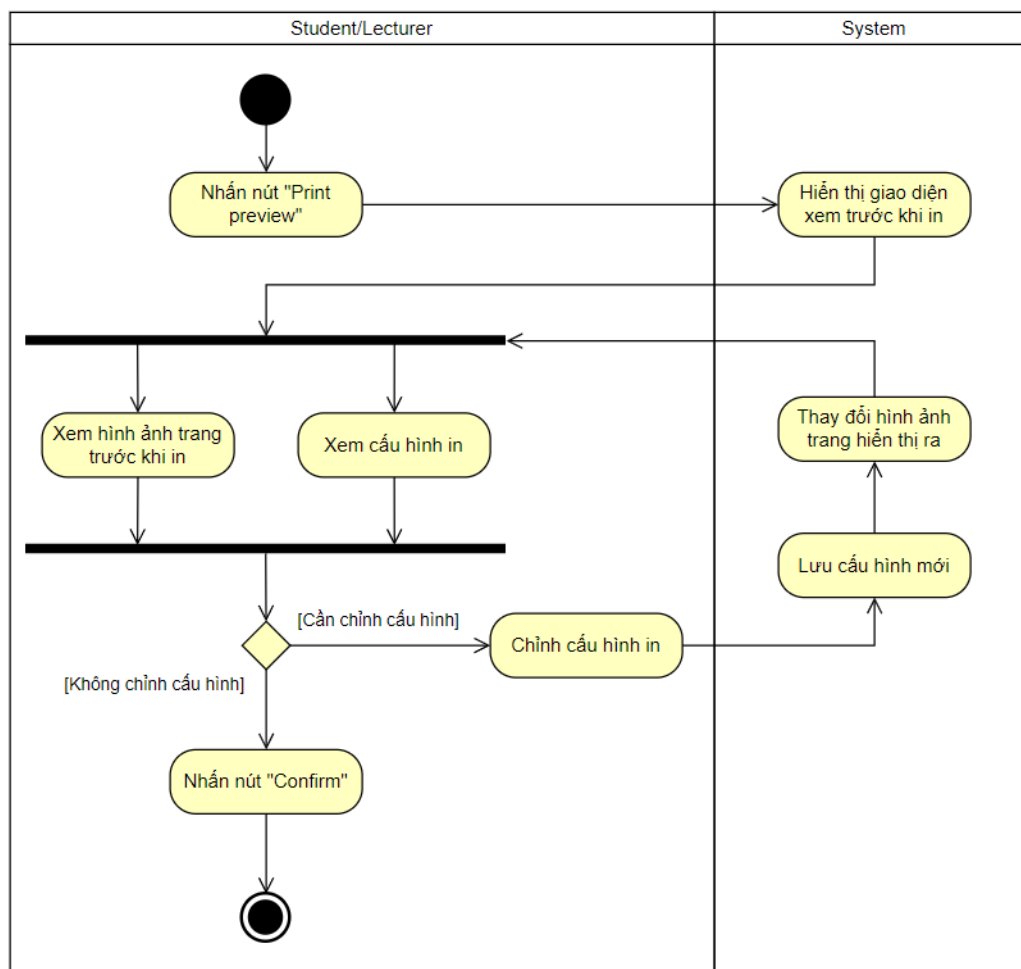 Student/Lecturer
System
Nhấn nút "Print
preview"
Hiển thị giao diện
xem trước khi in
Xem hình ảnh trang
trước khi in
Xem cấu hình in
Thay đổi hình ảnh
trang hiển thị ra
Lưu cấu hình mới
[Cần chỉnh cấu hình]
Chỉnh cấu hình in
[Không chỉnh cấu hình]
Nhấn nút "Confirm"